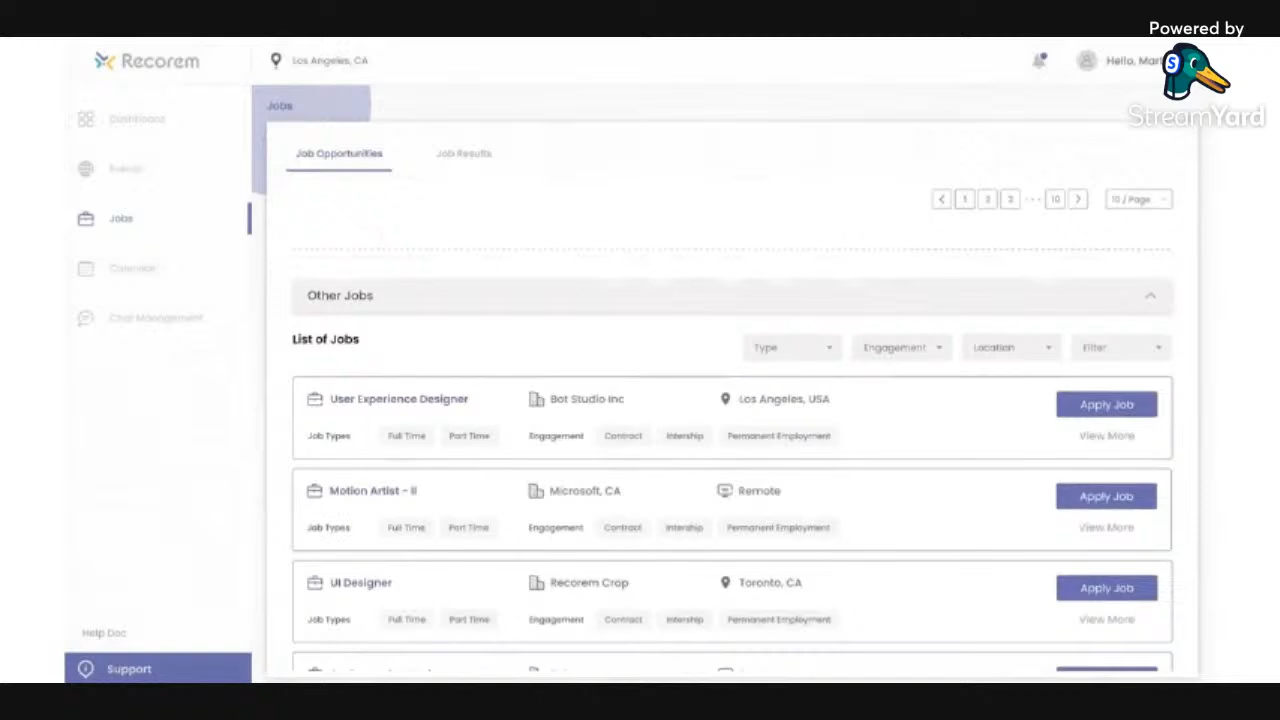 Powered by
StreamYard
Recorem
Los Angeles, CA
Hello,
Dashboard
Jobs
Events
Jobs
Calendar
Chat Management
Job Opportunities
Job Results
1 2 3 ... 10
10 / Page
Other Jobs
List of Jobs
Type
Engagement
Location
Filter
User Experience Designer
Bot Studio Inc
Los Angeles, USA
Apply Job
Job Types Full Time Part Time Engagement Contract Intership Permanent Employment
View More
Motion Artist - II
Microsoft, CA
Remote
Apply Job
Job Types Full Time Part Time Engagement Contract Intership Permanent Employment
View More
UI Designer
Recorem Crop
Toronto, CA
Apply Job
Job Types Full Time Part Time Engagement Contract Intership Permanent Employment
View More
Help Doc
Support